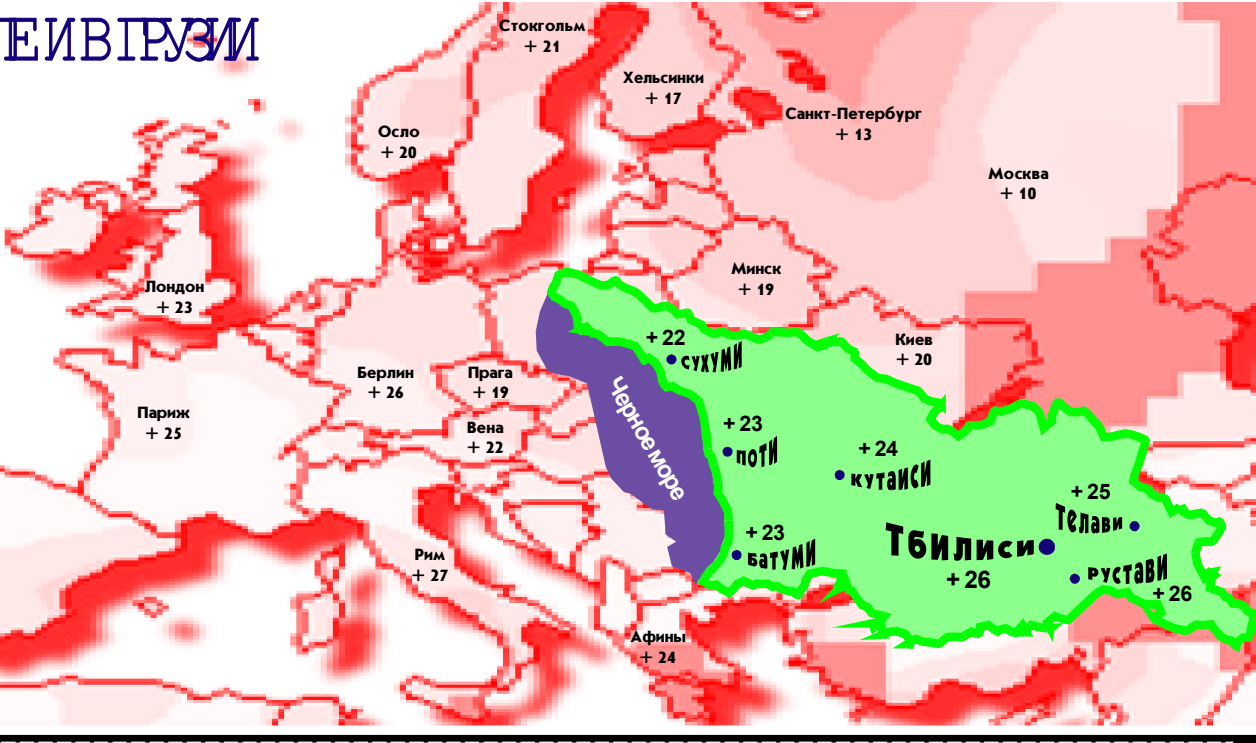 Е И В ГРУЗИИ
Стокгольм
+ 21
Хельсинки
+ 17
Санкт-Петербург
+ 13
Осло
+ 20
Москва
+ 10
Минск
+ 19
Лондон
+ 23
+ 22
сухуми
Киев
+ 20
Берлин
+ 26
Прага
+ 19
Париж
+ 25
Вена
+ 22
Черное море
+ 23
поти
+ 24
кутаиси
+ 25
Телави
+ 23
батуми
Тбилиси
+ 26
Рим
+ 27
рустави
+ 26
Афины
+ 24